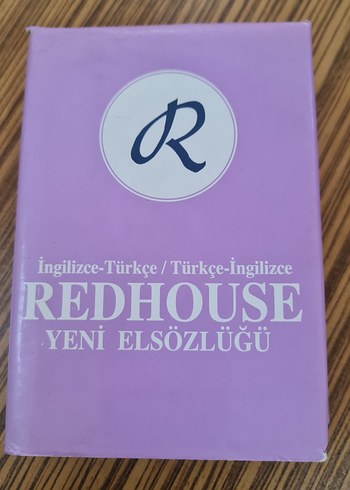 R
İngilizce-Türkçe / Türkçe-İngilizce
REDHOUSE
YENİ ELSÖZLÜĞÜ